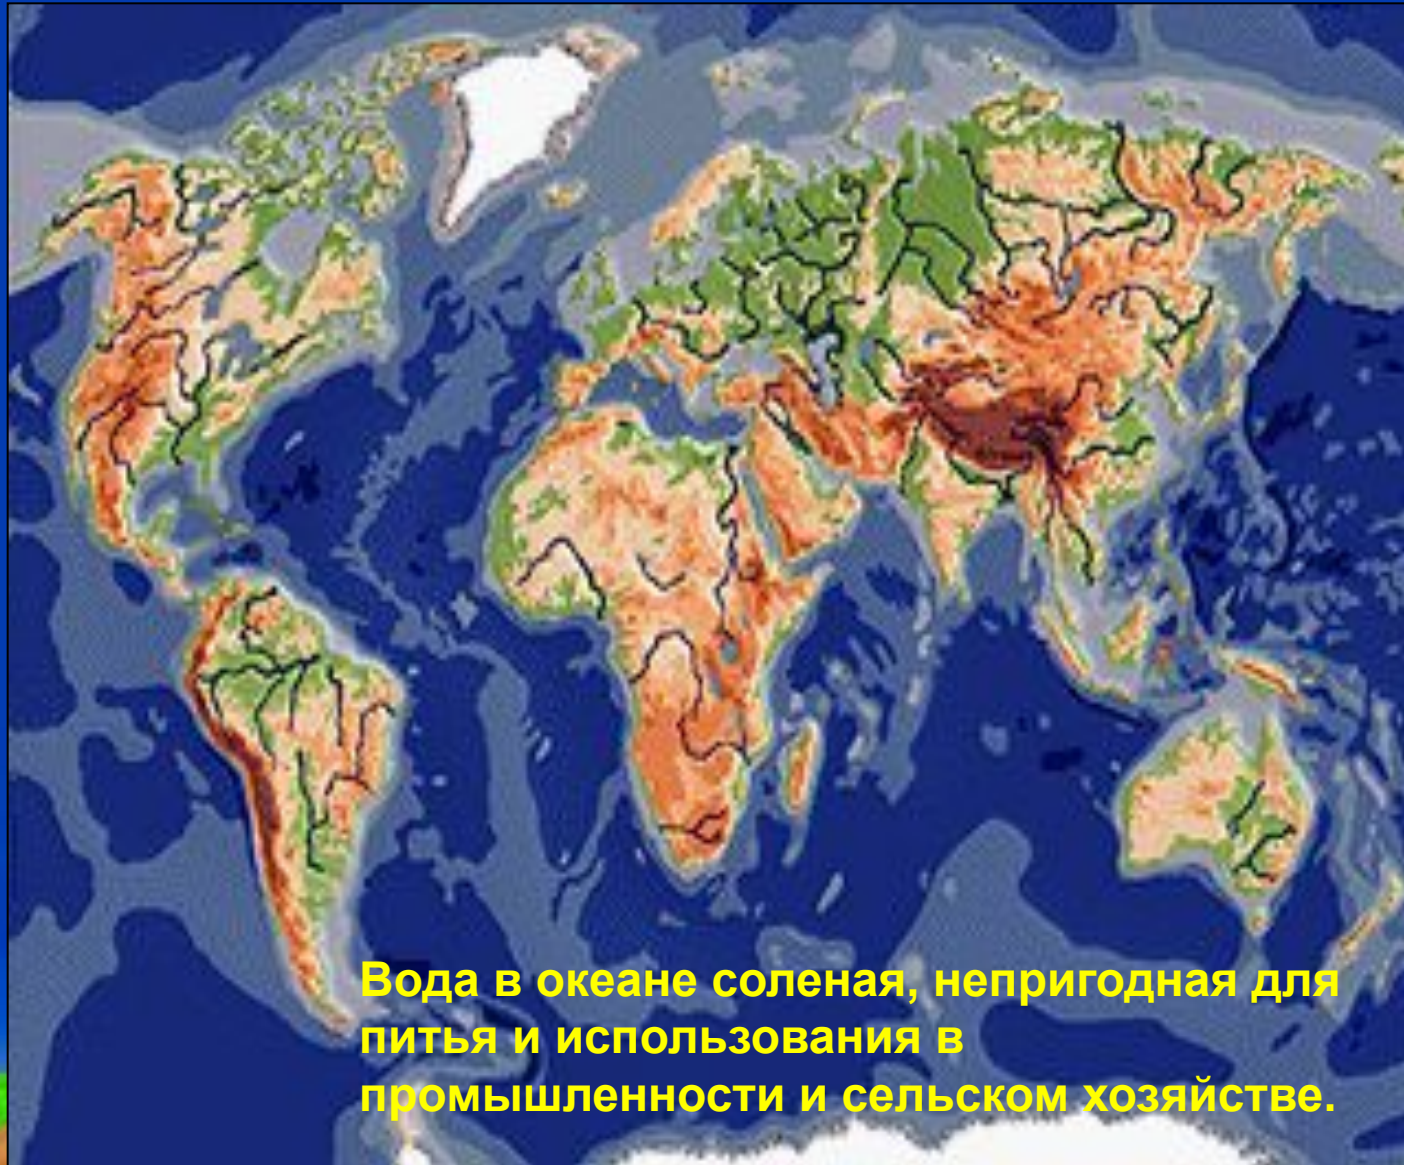 Вода в океане соленая, непригодная для
питья и использования в
промышленности и сельском хозяйстве.